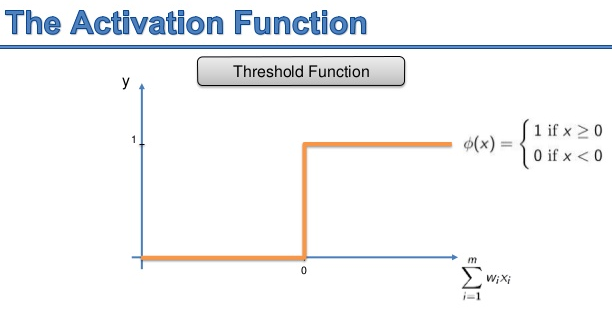 The Activation Function
Threshold Function
y
1
ϕ(x) = { 1 if x ≥ 0
0 if x < 0
0
m
∑ wᵢxᵢ
i=1